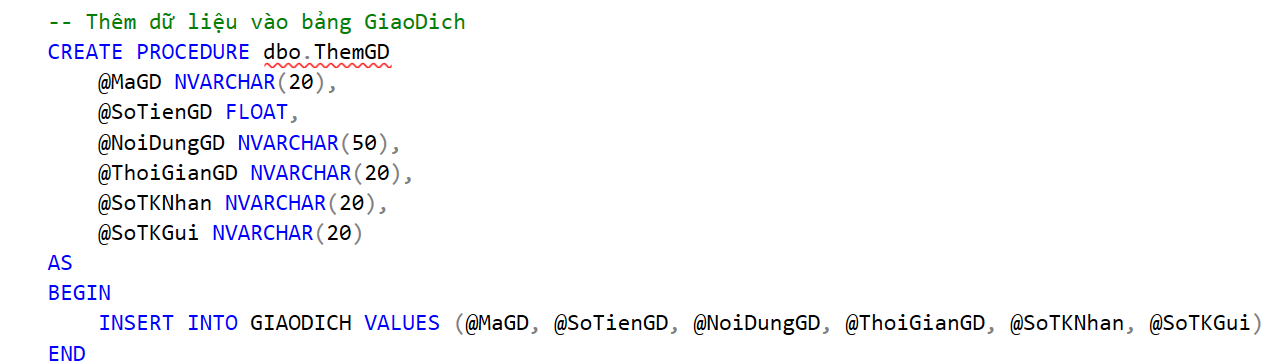 -- Thêm dữ liệu vào bảng GiaoDich
CREATE PROCEDURE dbo.ThemGD
    @MaGD NVARCHAR(20),
    @SoTienGD FLOAT,
    @NoiDungGD NVARCHAR(50),
    @ThoiGianGD NVARCHAR(20),
    @SoTKNhan NVARCHAR(20),
    @SoTKGui NVARCHAR(20)
AS
BEGIN
    INSERT INTO GIAODICH VALUES (@MaGD, @SoTienGD, @NoiDungGD, @ThoiGianGD, @SoTKNhan, @SoTKGui)
END